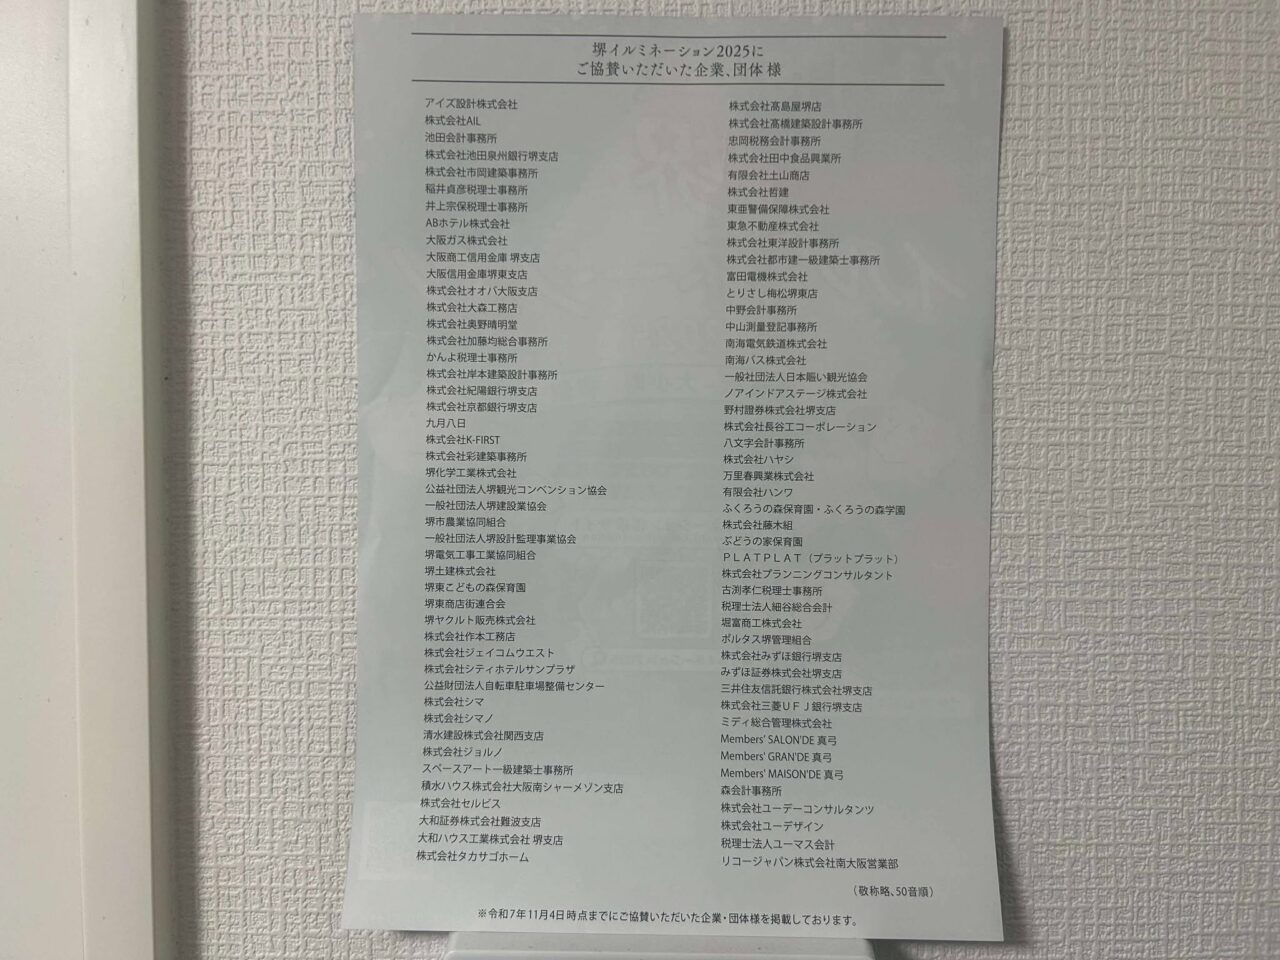 堺イルミネーション2025に
ご協賛いただいた企業、団体 様
アイズ設計株式会社
株式会社AIL
池田会計事務所
株式会社池田泉州銀行堺支店
株式会社市岡建築事務所
稲井貞彦税理士事務所
井上宗保税理士事務所
ABホテル株式会社
大阪ガス株式会社
大阪商工信用金庫 堺支店
大阪信用金庫堺東支店
株式会社オオバ大阪支店
株式会社大森工務店
株式会社奥野晴明堂
株式会社加藤均総合事務所
かんよ税理士事務所
株式会社岸本建築設計事務所
株式会社紀陽銀行堺支店
株式会社京都銀行堺支店
九月八日
株式会社K-FIRST
株式会社彩建築事務所
堺化学工業株式会社
公益社団法人堺観光コンベンション協会
一般社団法人堺建設業協会
堺市農業協同組合
一般社団法人堺設計監理事業協会
堺電気工事工業協同組合
堺土建株式会社
堺東こどもの森保育園
堺東商店街連合会
堺ヤクルト販売株式会社
株式会社作本工務店
株式会社ジェイコムウエスト
株式会社シティホテルサンプラザ
公益財団法人自転車駐車場整備センター
株式会社シマ
株式会社シマノ
清水建設株式会社関西支店
株式会社ジョルノ
スペースアート一級建築士事務所
積水ハウス株式会社大阪南シャーメゾン支店
株式会社セルビス
大和証券株式会社難波支店
大和ハウス工業株式会社 堺支店
株式会社タカサゴホーム
株式会社髙島屋堺店
株式会社髙橋建築設計事務所
忠岡税務会計事務所
株式会社田中食品興業所
有限会社土山商店
株式会社哲建
東亜警備保障株式会社
東急不動産株式会社
株式会社東洋設計事務所
株式会社都市建一級建築士事務所
富田電機株式会社
とりさし梅松堺東店
中野会計事務所
中山測量登記事務所
南海電気鉄道株式会社
南海バス株式会社
一般社団法人日本賑い観光協会
ノアインドアステージ株式会社
野村證券株式会社堺支店
株式会社長谷工コーポレーション
八文字会計事務所
株式会社ハヤシ
万里春興業株式会社
有限会社ハンワ
ふくろうの森保育園・ふくろうの森学園
株式会社藤木組
ぶどうの家保育園
ＰＬＡＴＰＬＡＴ（プラットプラット）
株式会社プランニングコンサルタント
古渕孝仁税理士事務所
税理士法人細谷総合会計
堀富商工株式会社
ポルタス堺管理組合
株式会社みずほ銀行堺支店
みずほ証券株式会社堺支店
三井住友信託銀行株式会社堺支店
株式会社三菱ＵＦＪ銀行堺支店
ミディ総合管理株式会社
Members' SALON'DE 真弓
Members' GRAN'DE 真弓
Members' MAISON'DE 真弓
森会計事務所
株式会社ユーデーコンサルタンツ
株式会社ユーデザイン
税理士法人ユーマス会計
リコージャパン株式会社南大阪営業部
（敬称略、50音順）
※令和7年11月4日時点までにご協賛いただいた企業・団体様を掲載しております。